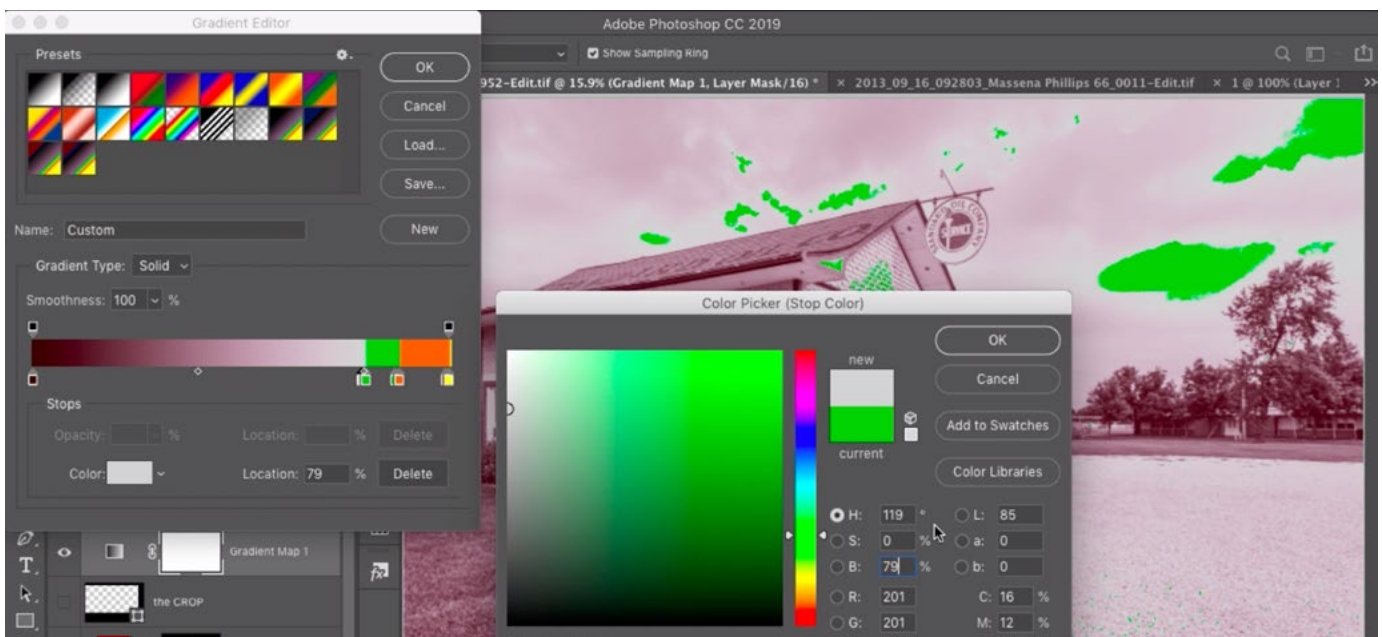 Gradient Editor
Adobe Photoshop CC 2019
Presets
OK
Cancel
Load...
Save...
New
Show Sampling Ring
952-Edit.tif @ 15.9% (Gradient Map 1, Layer Mask/16) *
× 2013_09_16_092803_Massena Phillips 66_0011-Edit.tif
× 1 @ 100% (Layer 1
>>
Name: Custom
Gradient Type: Solid
Smoothness: 100 %
Stops
Opacity: % Location: % Delete
Color: Location: 79 % Delete
STANDARD OIL COMPANY
SERVICE
Color Picker (Stop Color)
new
current
OK
Cancel
Add to Swatches
Color Libraries
H: 119 ° L: 85
S: 0 % a: 0
B: 79 % b: 0
R: 201 C: 16 %
G: 201 M: 12 %
T
Gradient Map 1
fx
the CROP